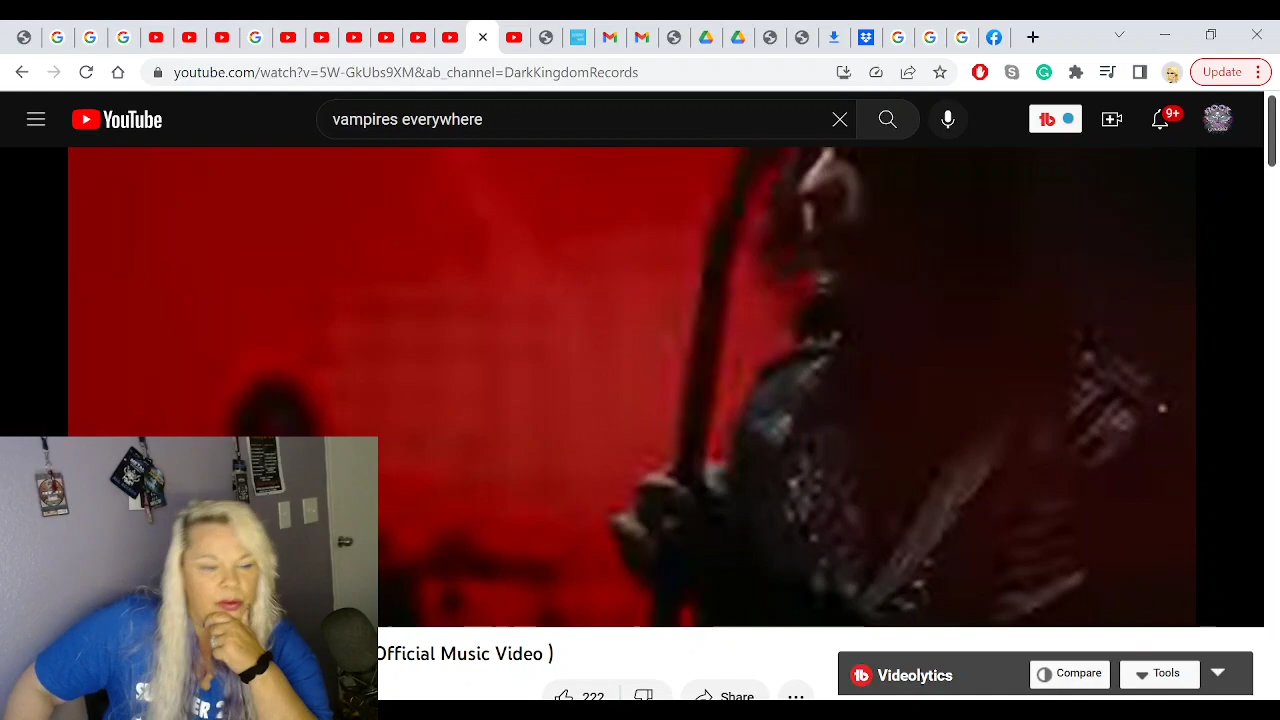 Update
youtube.com/watch?v=5W.GkUbs9XM&ab_channel=DarkKingdomRecords
YouTube
vampires everywhere
9+
Official Music Video )
Videolytics
Compare
Tools
222
Share